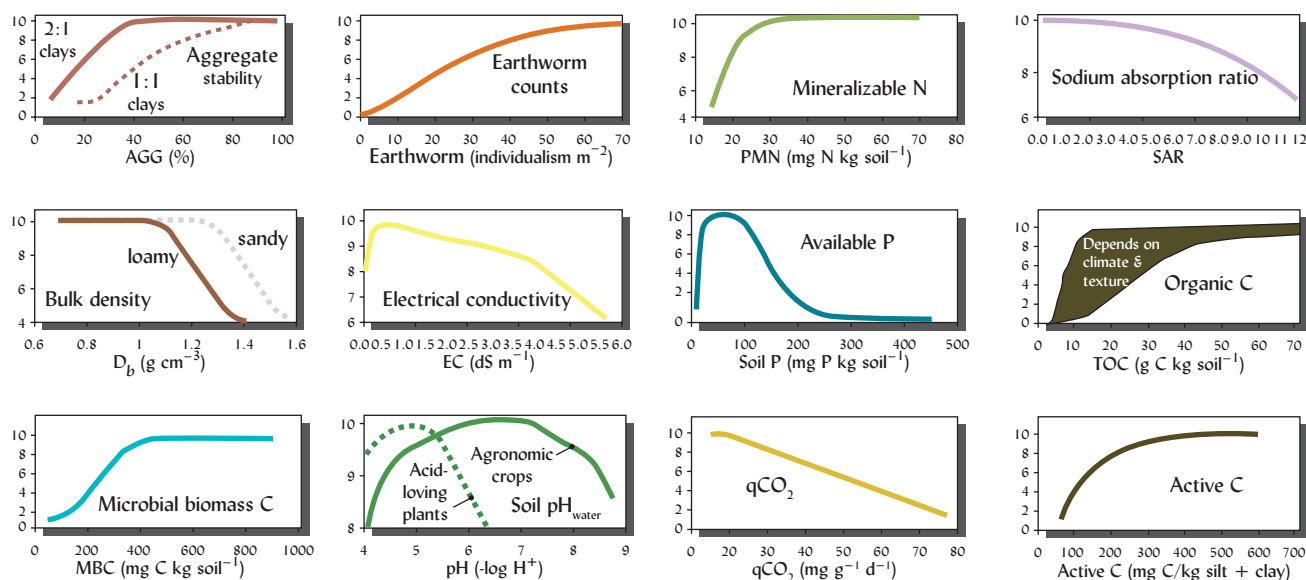 10
8
6
4
2
0
2:1
clays
1:1
clays
Aggregate
stability
0 20 40 60 80 100
AGG (%)
10
8
6
4
2
0
Earthworm
counts
0 10 20 30 40 50 60 70
Earthworm (individualism m⁻²)
10
8
6
4
Mineralizable N
10 20 30 40 50 60 70 80
PMN (mg N kg soil⁻¹)
10
8
6
Sodium absorption ratio
0.0 1.0 2.0 3.0 4.0 5.0 6.0 7.0 8.0 9.0 10 11 12
SAR
10
8
6
4
loamy
sandy
Bulk density
0.6 0.8 1 1.2 1.4 1.6
D_b (g cm⁻³)
10
9
8
7
6
Electrical conductivity
0.0 0.5 1.0 1.5 2.0 2.5 3.0 3.5 4.0 4.5 5.0 5.5 6.0
EC (dS m⁻¹)
10
8
6
4
2
0
Available P
0 100 200 300 400 500
Soil P (mg P kg soil⁻¹)
10
8
6
4
2
0
Depends on
climate &
texture
Organic C
0 10 20 30 40 50 60 70
TOC (g C kg soil⁻¹)
10
8
6
4
2
0
Microbial biomass C
0 200 400 600 800 1000
MBC (mg C kg soil⁻¹)
10
9
8
Acid-
loving
plants
Agronomic
crops
Soil pH_water
4 5 6 7 8 9
pH (-log H⁺)
10
8
6
4
2
0
qCO₂
0 10 20 30 40 50 60 70 80
qCO₂ (mg g⁻¹ d⁻¹)
10
8
6
4
2
0
Active C
0 100 200 300 400 500 600 700
Active C (mg C/kg silt + clay)